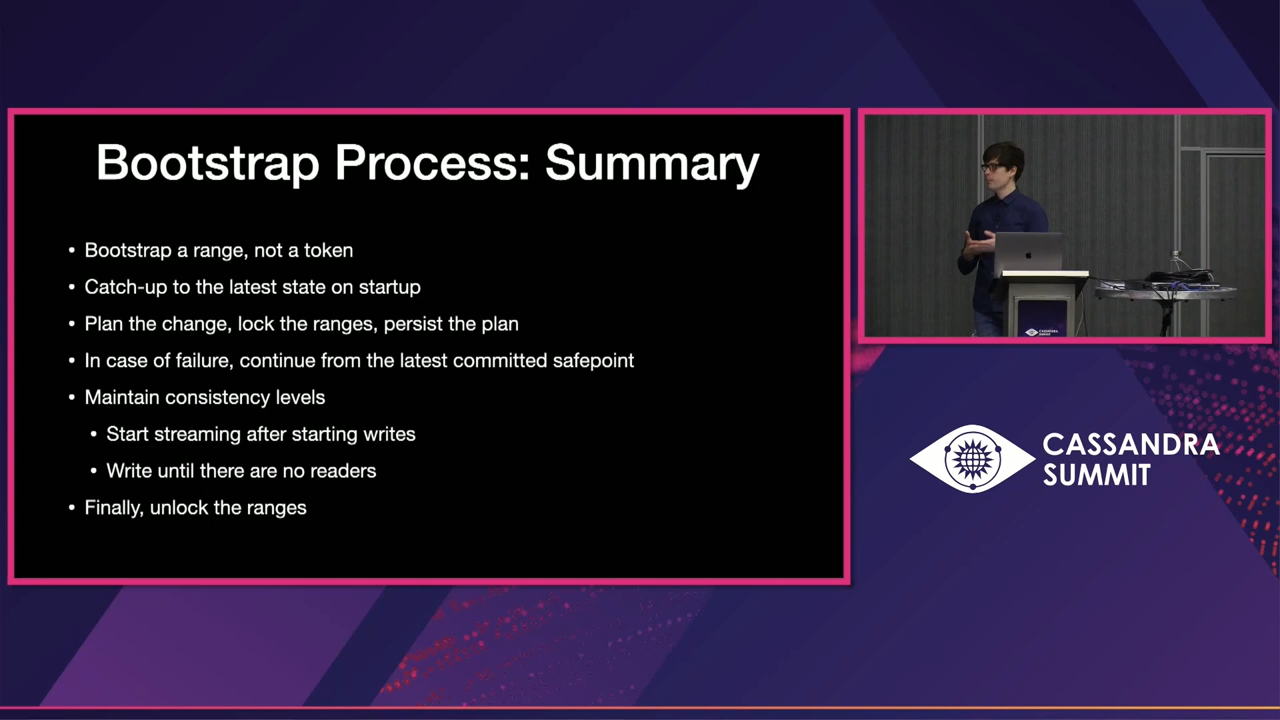 Bootstrap Process: Summary
• Bootstrap a range, not a token
• Catch-up to the latest state on startup
• Plan the change, lock the ranges, persist the plan
• In case of failure, continue from the latest committed safepoint
• Maintain consistency levels
• Start streaming after starting writes
• Write until there are no readers
• Finally, unlock the ranges
CASSANDRA
SUMMIT
CASSANDRA
SUMMIT